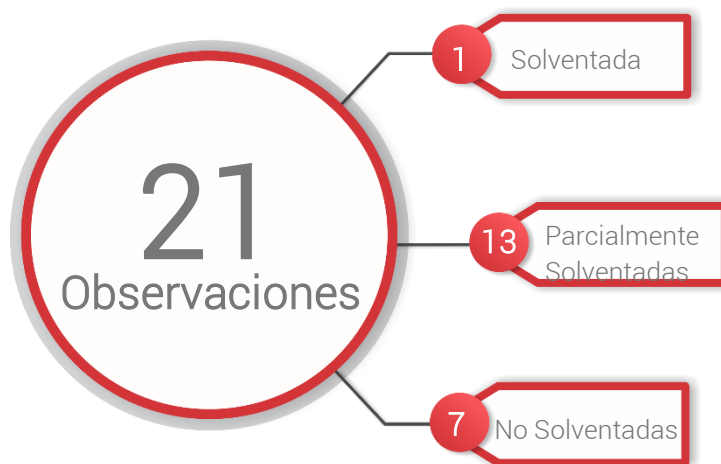 21
Observaciones
1
Solventada
13
Parcialmente
Solventadas
7
No Solventadas